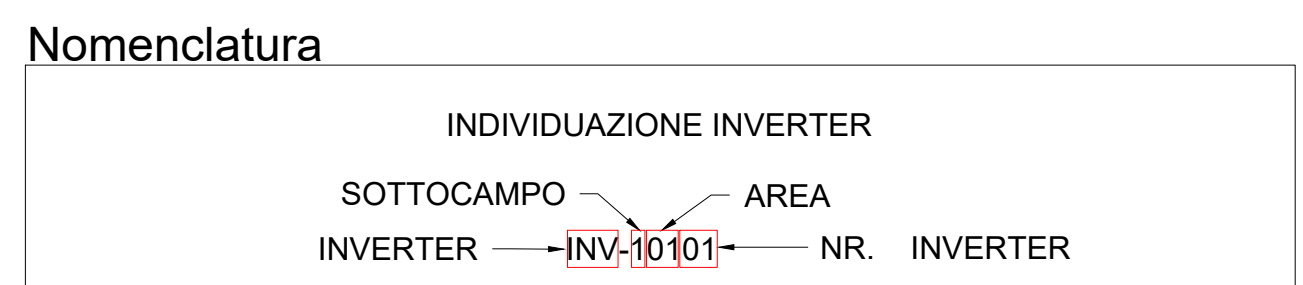 Nomenclatura
INDIVIDUAZIONE INVERTER
SOTTOCAMPO AREA
INVERTER INV-10101 NR. INVERTER